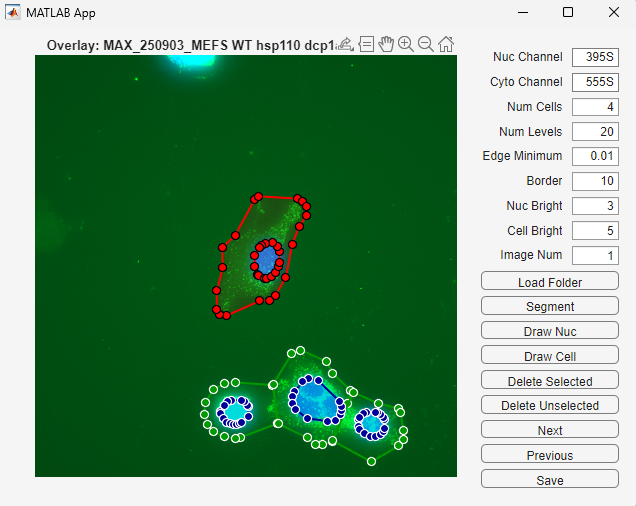 MATLAB App
Overlay: MAX_250903_MEFS WT hsp110 dcp1
Nuc Channel 395S
Cyto Channel 555S
Num Cells 4
Num Levels 20
Edge Minimum 0.01
Border 10
Nuc Bright 3
Cell Bright 5
Image Num 1
Load Folder
Segment
Draw Nuc
Draw Cell
Delete Selected
Delete Unselected
Next
Previous
Save